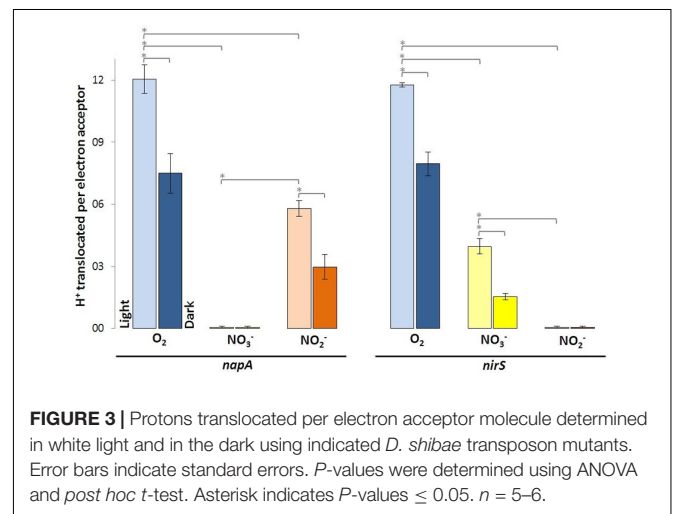 H⁺ translocated per electron acceptor
12
09
06
03
00
Light
Dark
* * * * * * * * * *
O₂ NO₃⁻ NO₂⁻ O₂ NO₃⁻ NO₂⁻
napA nirS
FIGURE 3 | Protons translocated per electron acceptor molecule determined
in white light and in the dark using indicated D. shibae transposon mutants.
Error bars indicate standard errors. P-values were determined using ANOVA
and post hoc t-test. Asterisk indicates P-values ≤ 0.05. n = 5–6.